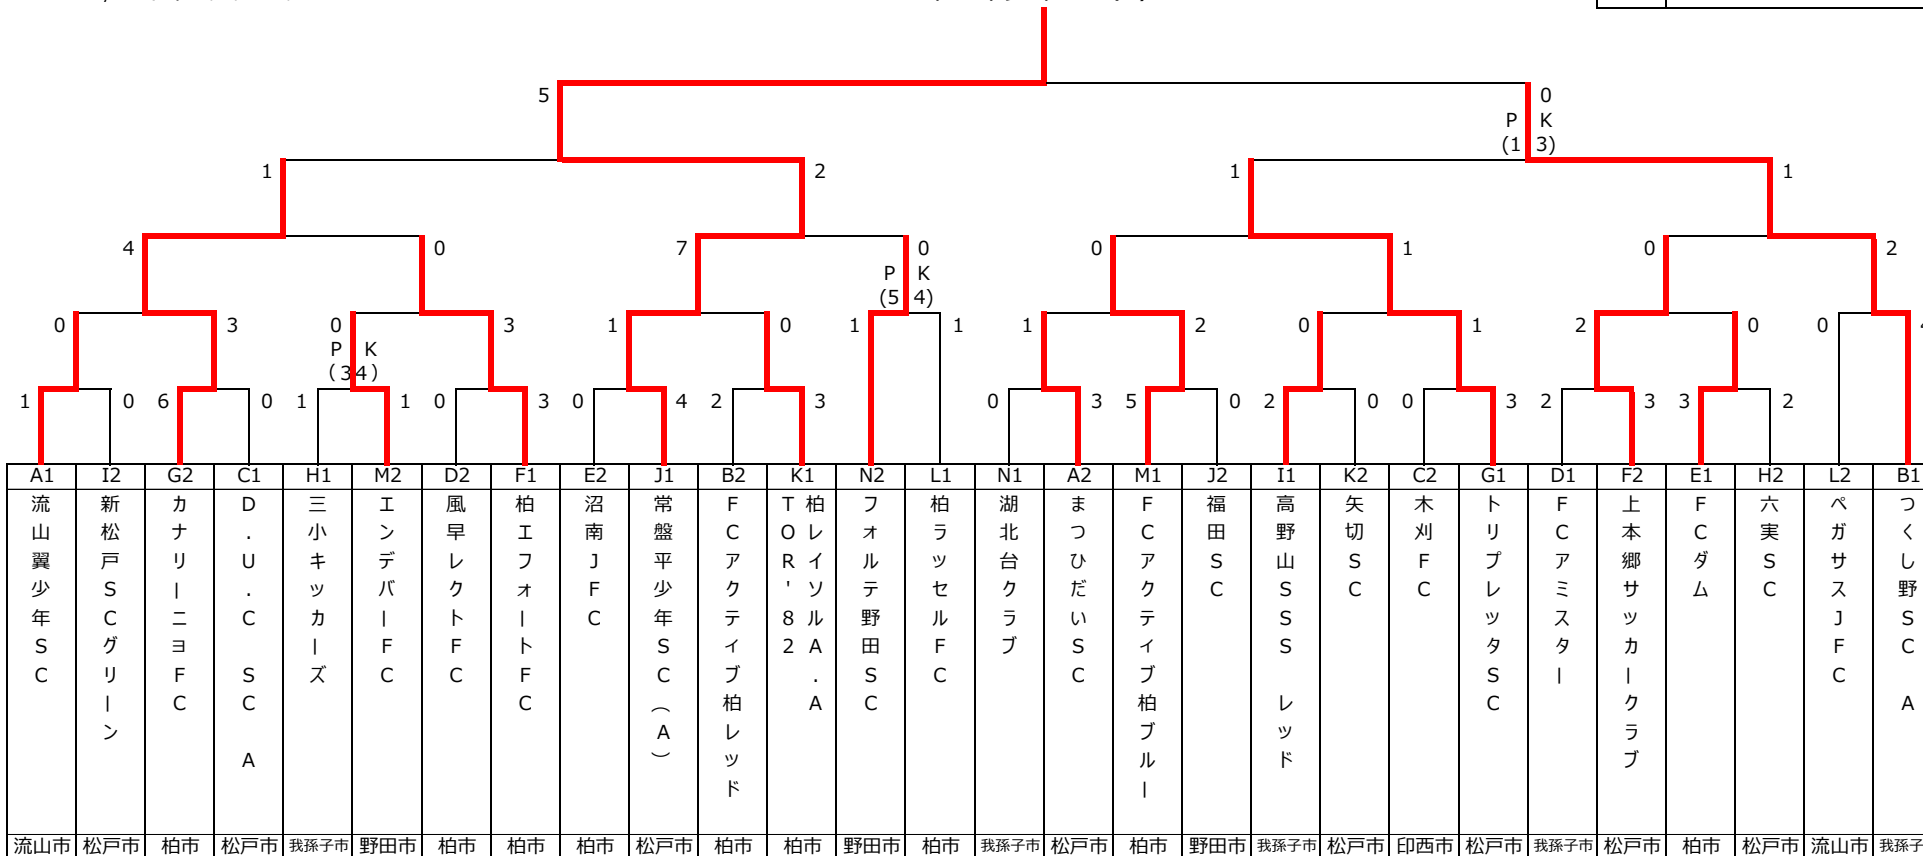 5 0
P K
(1 3)
1 2 1 1
4 0 7 0 0 1 0 2
P K
(5 4)
0 3 0 3 1 0 1 1 1 2 0 1 2 0 0
P K
(34)
1 0 6 0 1 1 0 3 0 4 2 3 0 3 5 0 2 0 0 3 2 3 3 2
A1 I2 G2 C1 H1 M2 D2 F1 E2 J1 B2 K1 N2 L1 N1 A2 M1 J2 I1 K2 C2 G1 D1 F2 E1 H2 L2 B1
流山翼少年SC
新松戸SCグリーン
カナリーニヨFC
D.U.C SC A
三小キッカーズ
エンデバーFC
風早レクトFC
柏エフォートFC
沼南JFC
常盤平少年SC(A)
FCアクティブ柏レッド
柏レイソルA.A
TOR'82
フォルテ野田SC
柏ラッセルFC
湖北台クラブ
まつひだいSC
FCアクティブ柏ブルー
福田SC
高野山SSS レッド
矢切SC
木刈FC
トリプレッタSC
FCアミスター
上本郷サッカークラブ
FCダム
六実SC
ペガサスJFC
つくし野SC A
流山市 松戸市 柏市 松戸市 我孫子市 野田市 柏市 柏市 柏市 松戸市 柏市 柏市 野田市 柏市 我孫子市 松戸市 柏市 野田市 我孫子市 松戸市 印西市 松戸市 我孫子市 松戸市 柏市 松戸市 流山市 我孫子